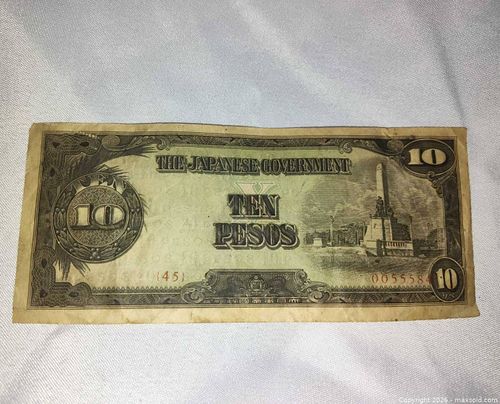 10
THE JAPANESE GOVERNMENT
10
TEN
PESOS
{45}
10
Copyright 2026 - maxsold.com